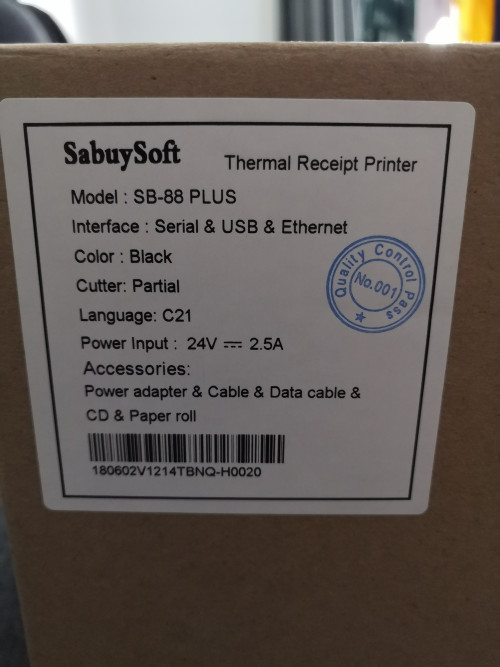 SabuySoft
Thermal Receipt Printer
Model : SB-88 PLUS
Interface : Serial & USB & Ethernet
Color : Black
Cutter: Partial
Language: C21
Power Input : 24V ⎓ 2.5A
Accessories:
Power adapter & Cable & Data cable &
CD & Paper roll
180602V1214TBNQ-H0020
Quality Control Pass
No.001